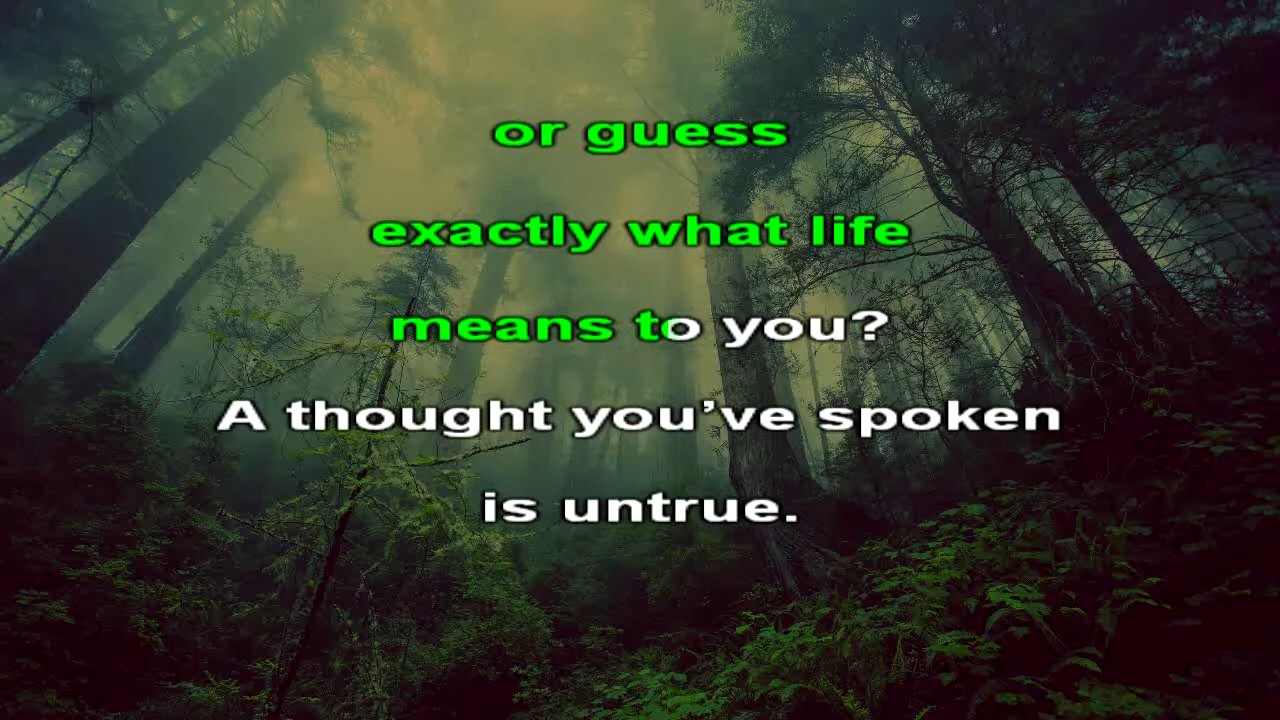 or guess
exactly what life
means to you?
A thought you’ve spoken
is untrue.